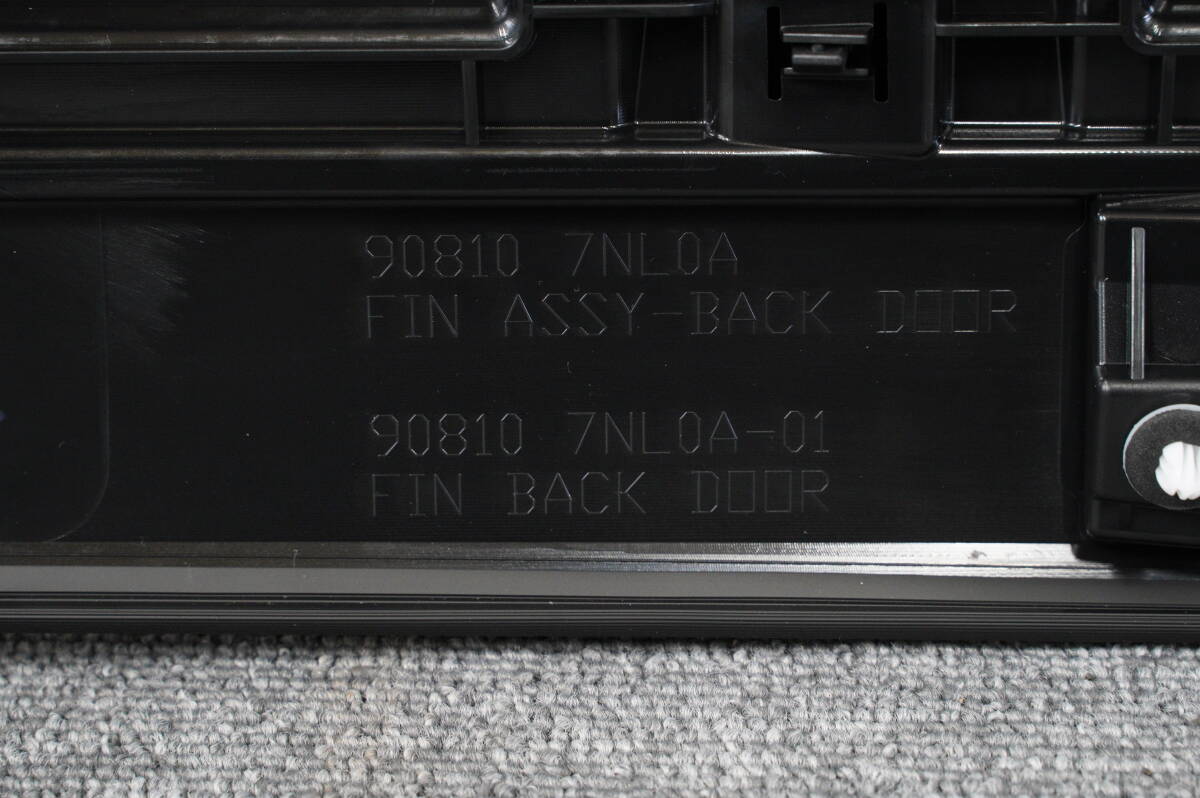 90810 7NL0A
FIN ASSY-BACK DOOR
90810 7NL0A-01
FIN BACK DOOR